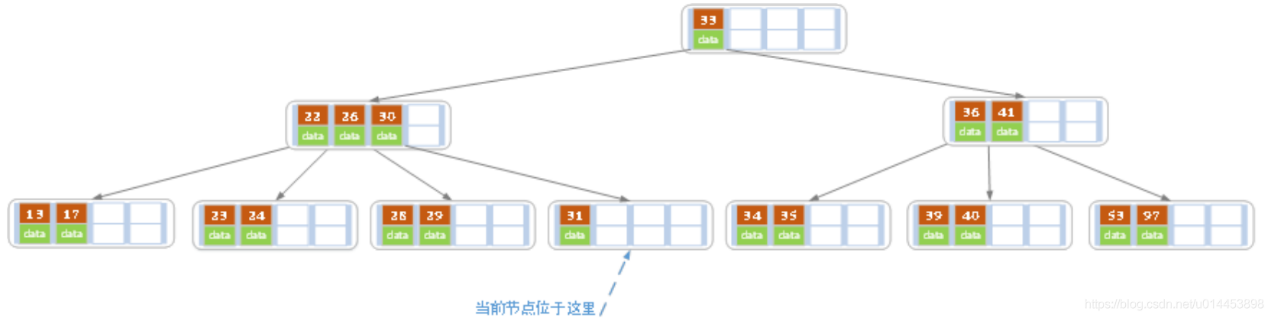 33
data
22 26 30
data data data
36 41
data data
13 17
data data
23 24
data data
28 29
data data
31
data
34 35
data data
39 40
data data
53 97
data data
当前节点位于这里
https://blog.csdn.net/u014453898